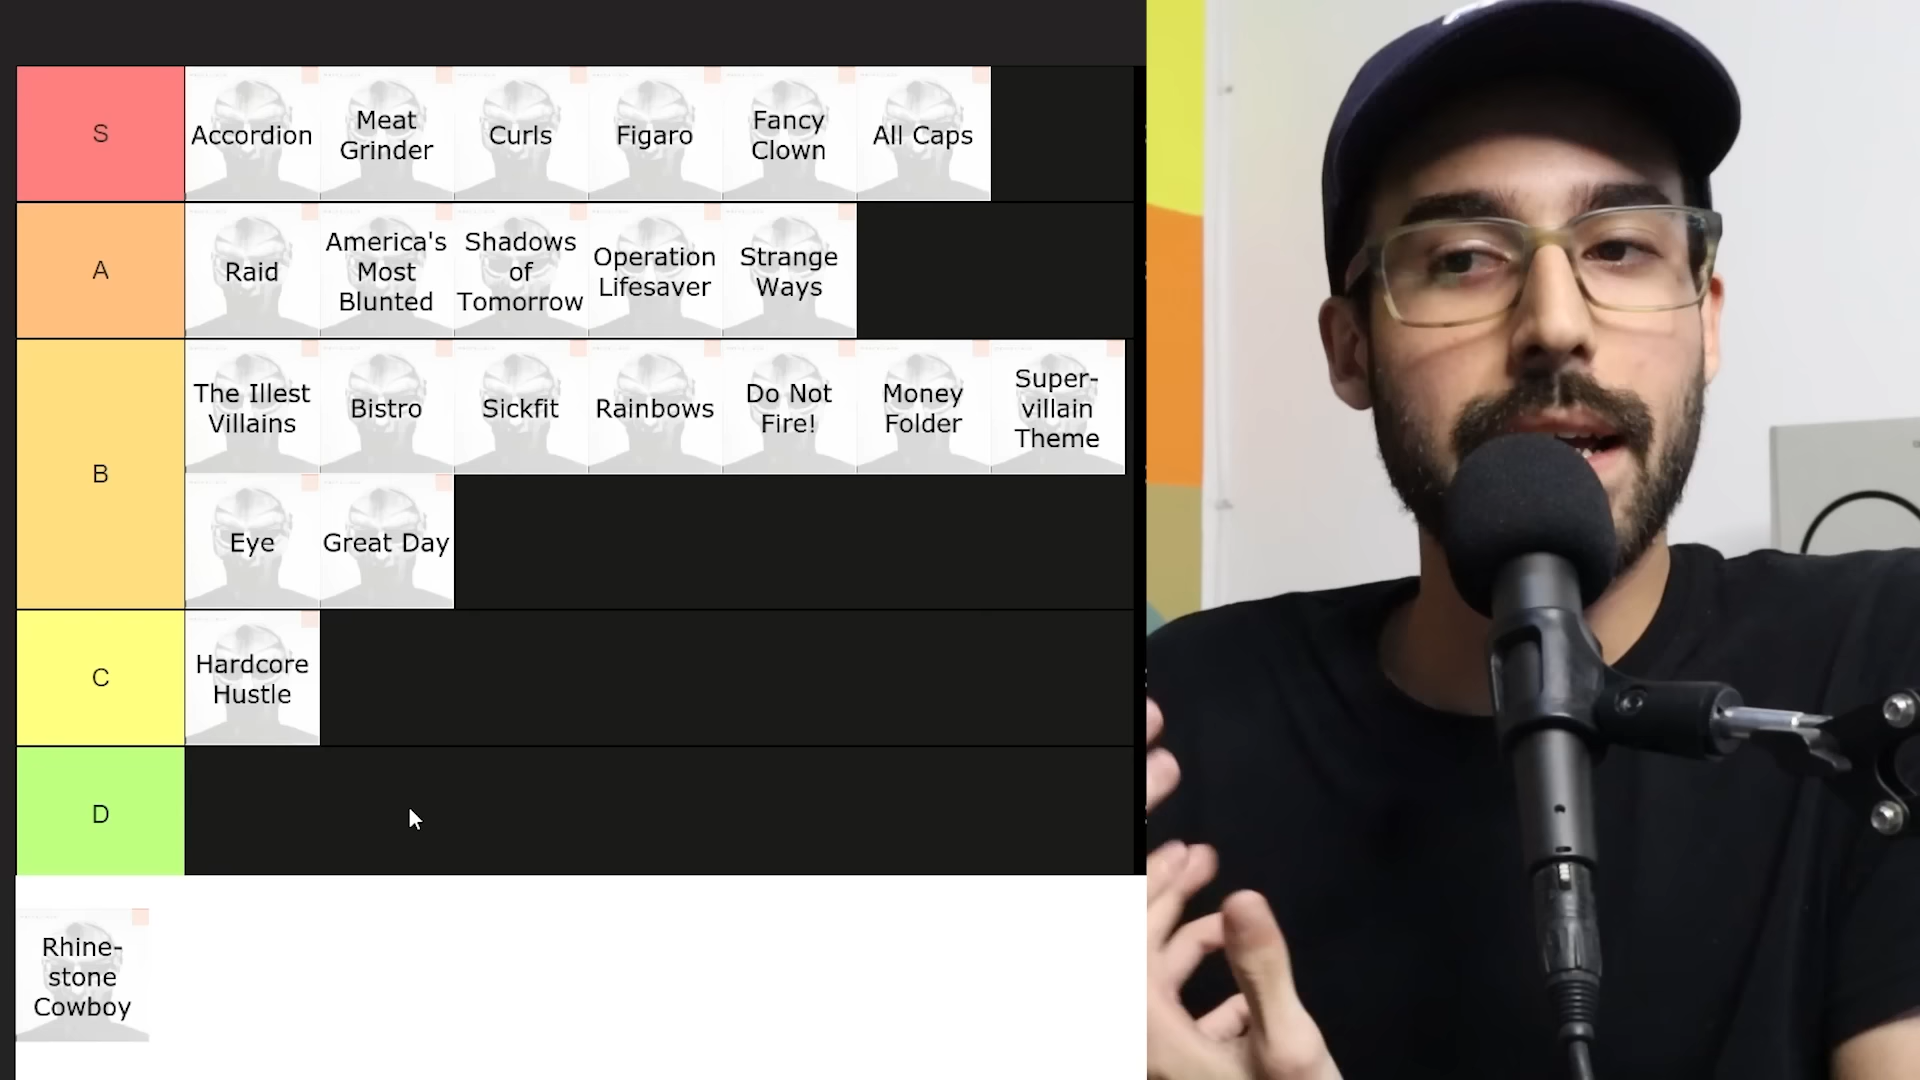 S
Accordion
Meat
Grinder
Curls
Figaro
Fancy
Clown
All Caps
A
Raid
America's
Most
Blunted
Shadows
of
Tomorrow
Operation
Lifesaver
Strange
Ways
B
The Illest
Villains
Bistro
Sickfit
Rainbows
Do Not
Fire!
Money
Folder
Super-
villain
Theme
Eye
Great Day
C
Hardcore
Hustle
D
Rhine-
stone
Cowboy